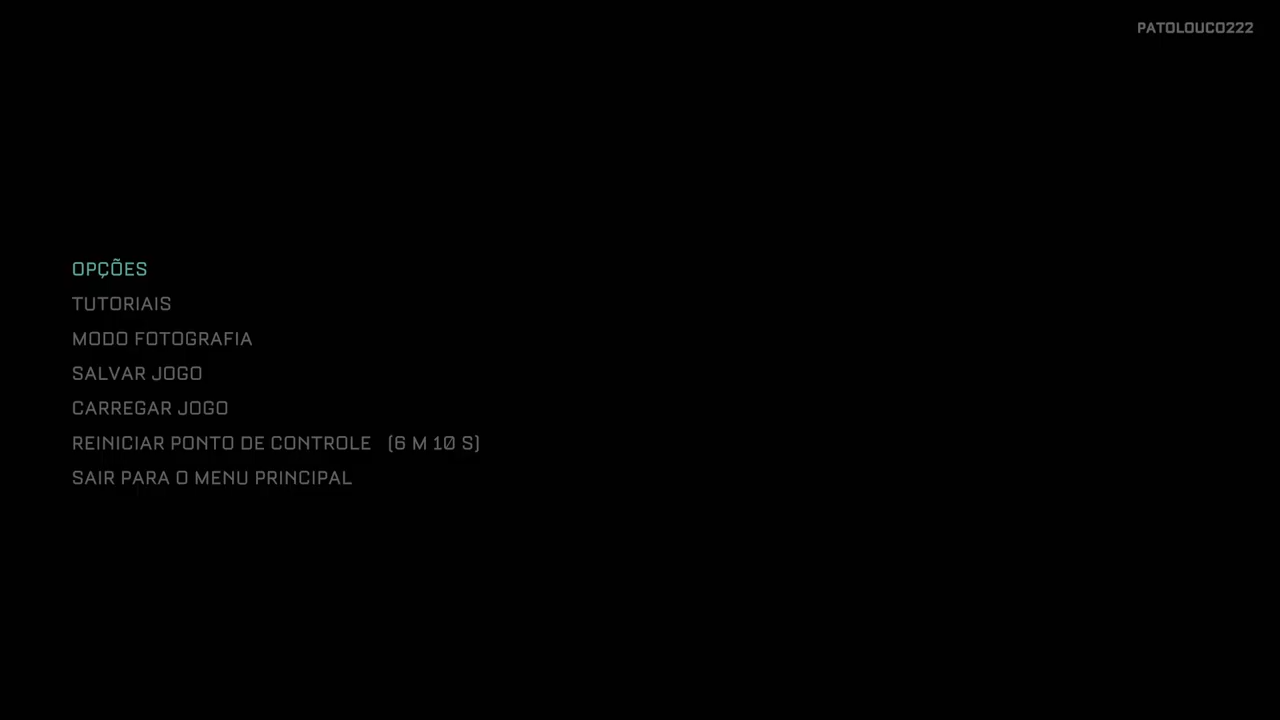 PATOLOUCO222
OPÇÕES
TUTORIAIS
MODO FOTOGRAFIA
SALVAR JOGO
CARREGAR JOGO
REINICIAR PONTO DE CONTROLE (6 M 10 S)
SAIR PARA O MENU PRINCIPAL